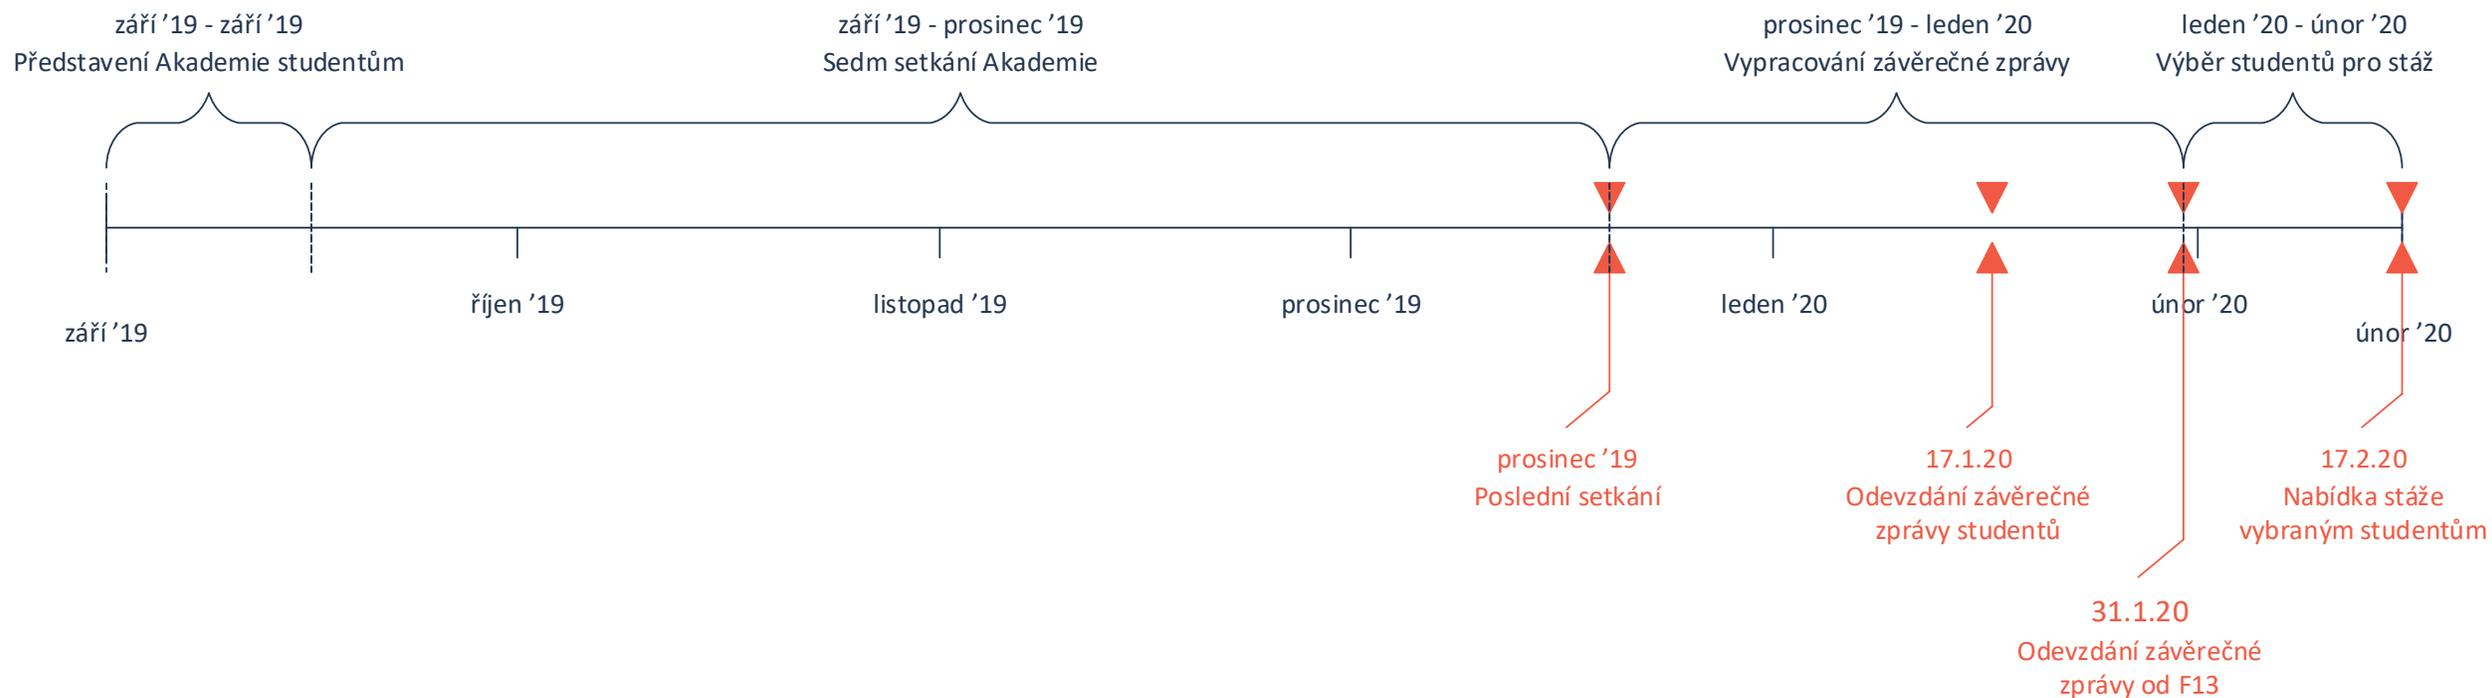 září ’19 - září ’19
Představení Akademie studentům
září ’19 - prosinec ’19
Sedm setkání Akademie
prosinec ’19 - leden ’20
Vypracování závěrečné zprávy
leden ’20 - únor ’20
Výběr studentů pro stáž
září ’19
říjen ’19
listopad ’19
prosinec ’19
leden ’20
únor ’20
únor ’20
prosinec ’19
Poslední setkání
17.1.20
Odevzdání závěrečné
zprávy studentů
31.1.20
Odevzdání závěrečné
zprávy od F13
17.2.20
Nabídka stáže
vybraným studentům